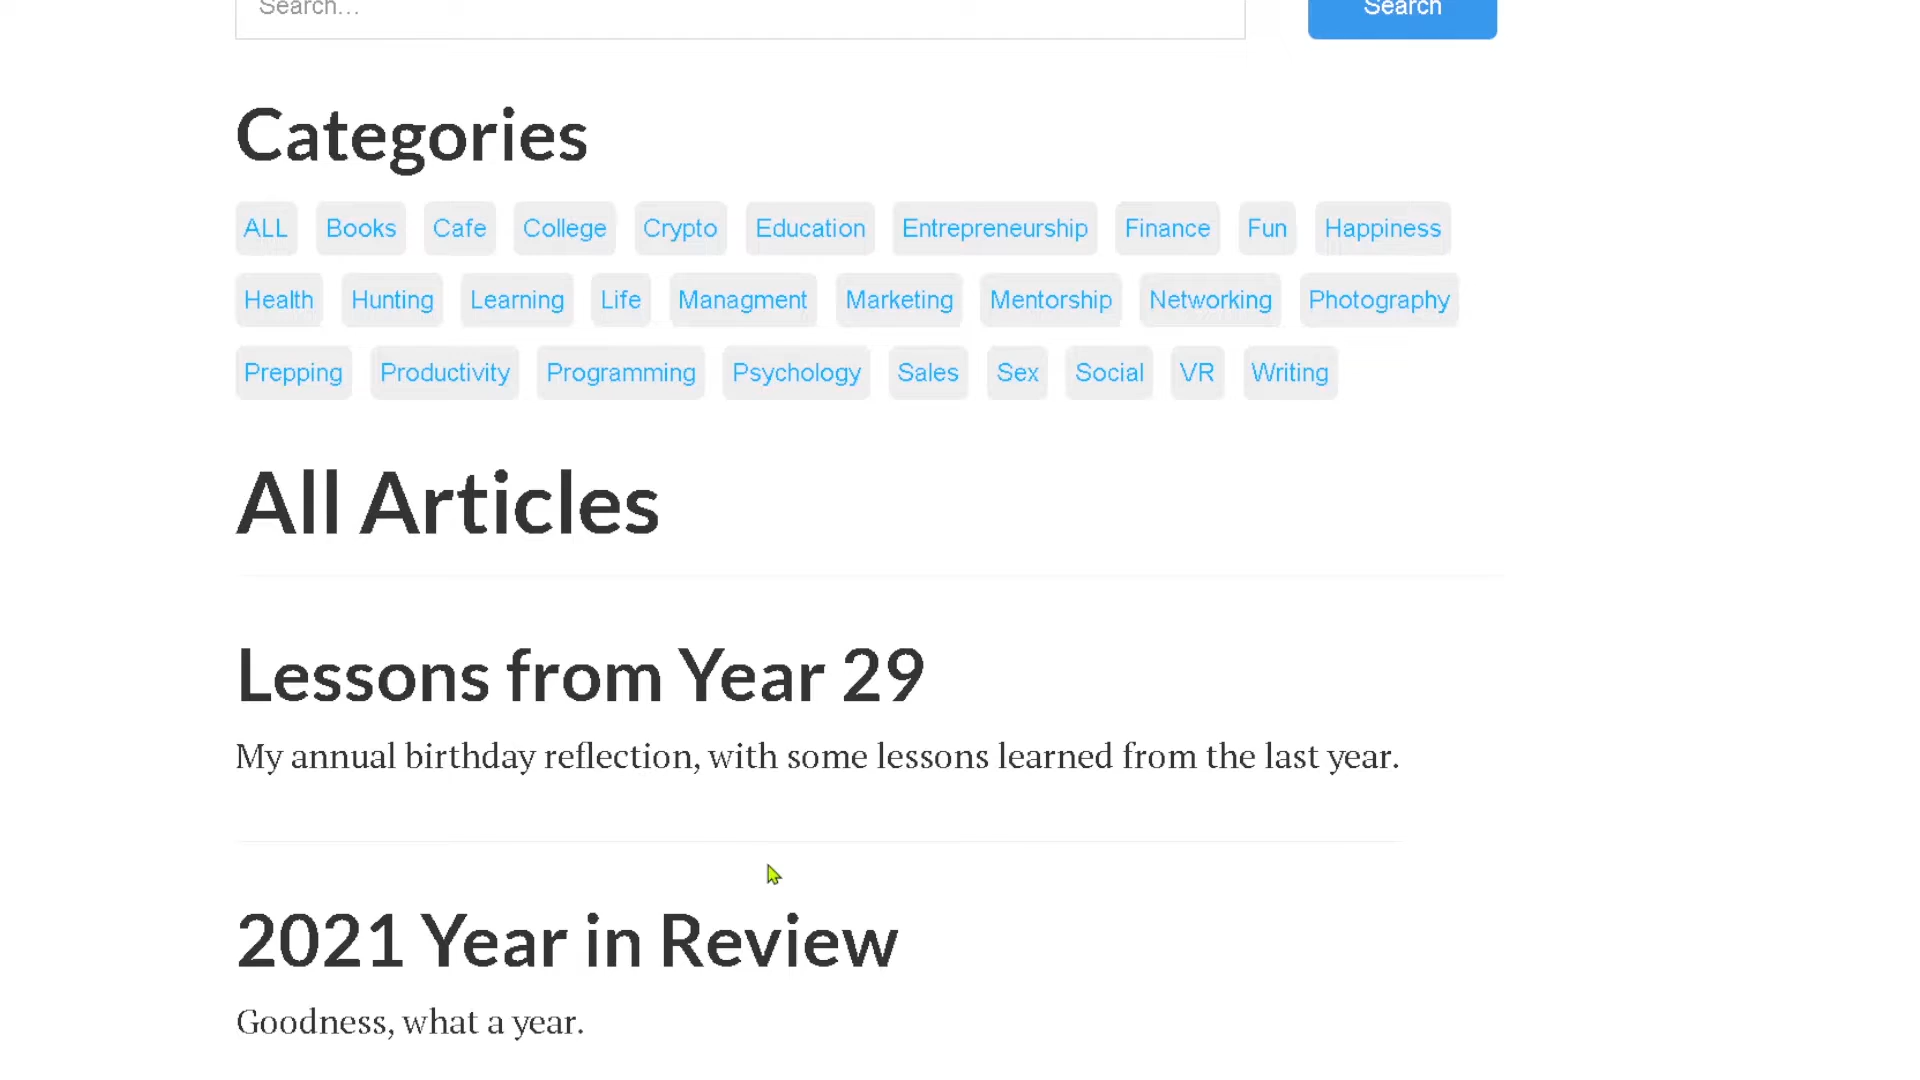 Search...
Search
Categories
ALL Books Cafe College Crypto Education Entrepreneurship Finance Fun Happiness
Health Hunting Learning Life Managment Marketing Mentorship Networking Photography
Prepping Productivity Programming Psychology Sales Sex Social VR Writing
All Articles
Lessons from Year 29
My annual birthday reflection, with some lessons learned from the last year.
2021 Year in Review
Goodness, what a year.